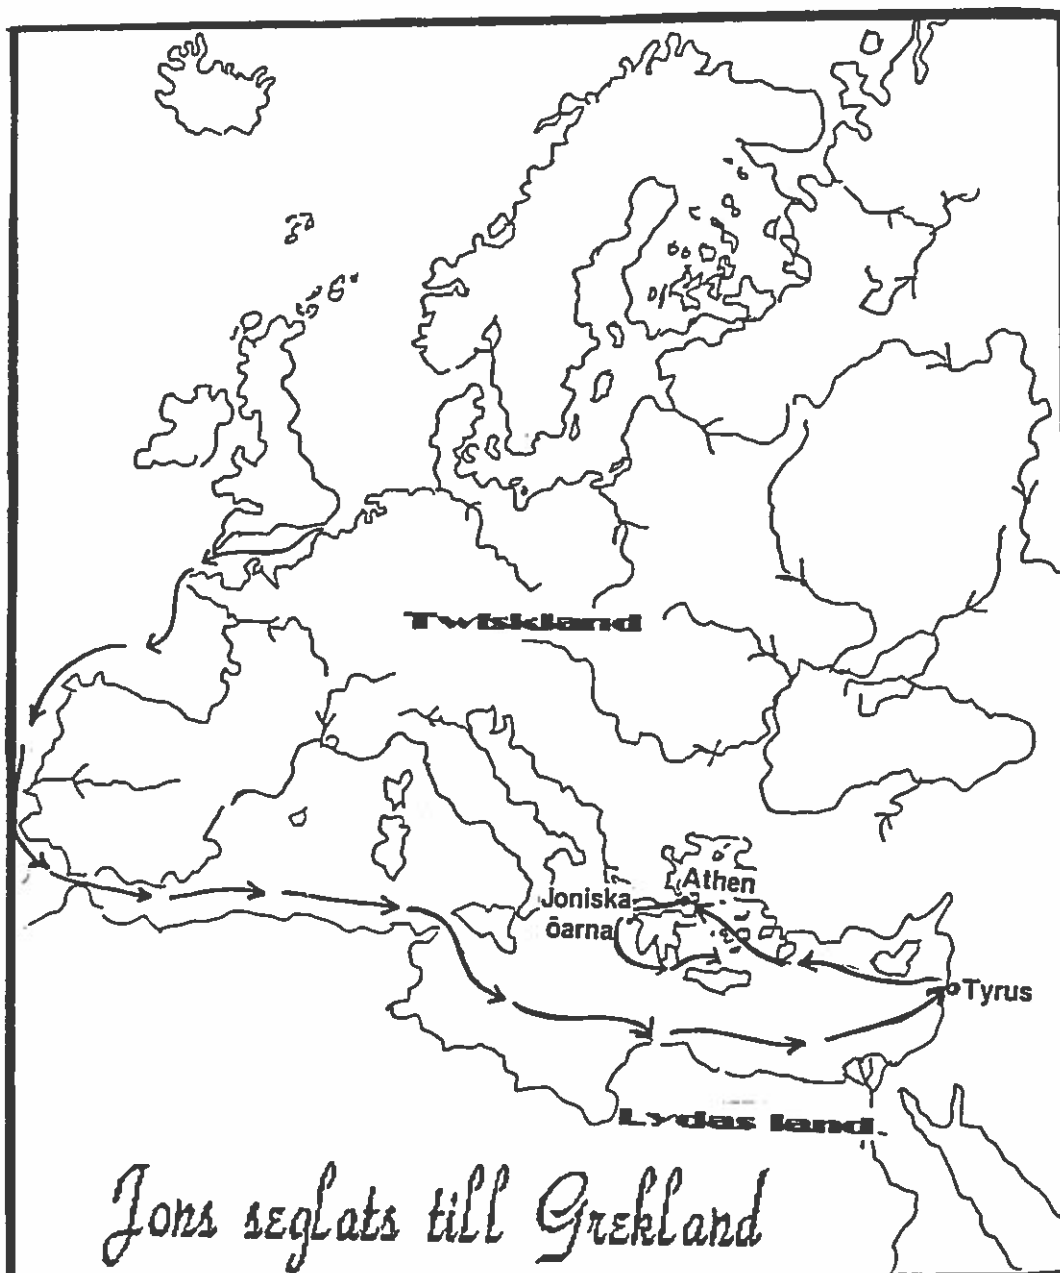 Twiskland
Athen
Joniska
öarna
Tyrus
Lydas land.
Jons seglats till Grekland